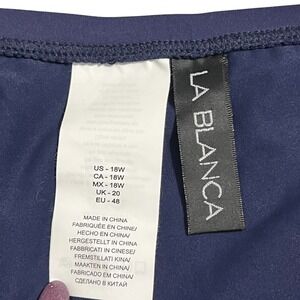 US - 18W
CA - 18W
MX - 18W
UK - 20
EU - 48
MADE IN CHINA
FABRIQUÉE EN CHINE/
HECHO EN CHINA/
HERGESTELLT IN CHINA
FABRICATI IN CINESE/
FREMSTILLATI KINA/
MAAKTEN IN CHINA/
FABRICADO EM CHINA/
СДЕЛАНО В КИТАЙ
LA BLANCA